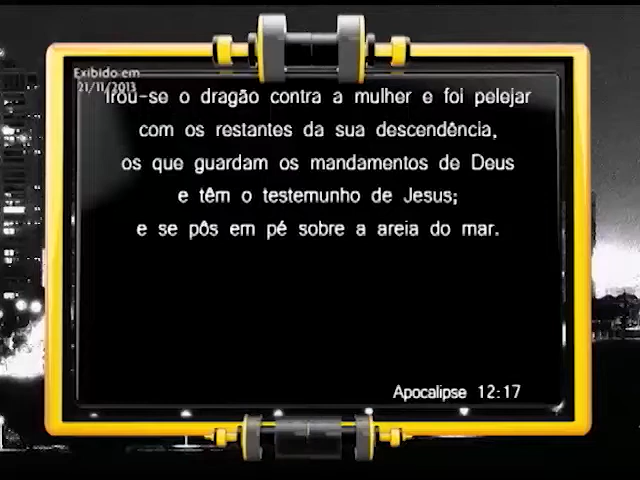 Exibido em
21/11/2013
Irou-se o dragão contra a mulher e foi pelejar
com os restantes da sua descendência,
os que guardam os mandamentos de Deus
e têm o testemunho de Jesus;
e se pôs em pé sobre a areia do mar.
Apocalipse 12:17